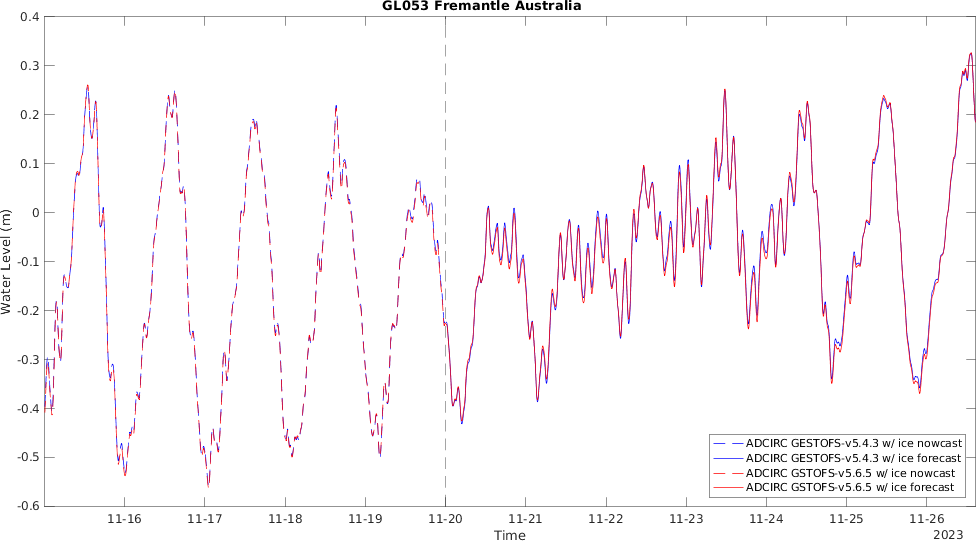 GL053 Fremantle Australia
0.4
0.3
0.2
0.1
0
-0.1
-0.2
-0.3
-0.4
-0.5
-0.6
Water Level (m)
ADCIRC GESTOFS-v5.4.3 w/ ice nowcast
ADCIRC GESTOFS-v5.4.3 w/ ice forecast
ADCIRC GSTOFS-v5.6.5 w/ ice nowcast
ADCIRC GSTOFS-v5.6.5 w/ ice forecast
11-16 11-17 11-18 11-19 11-20 11-21 11-22 11-23 11-24 11-25 11-26
Time
2023